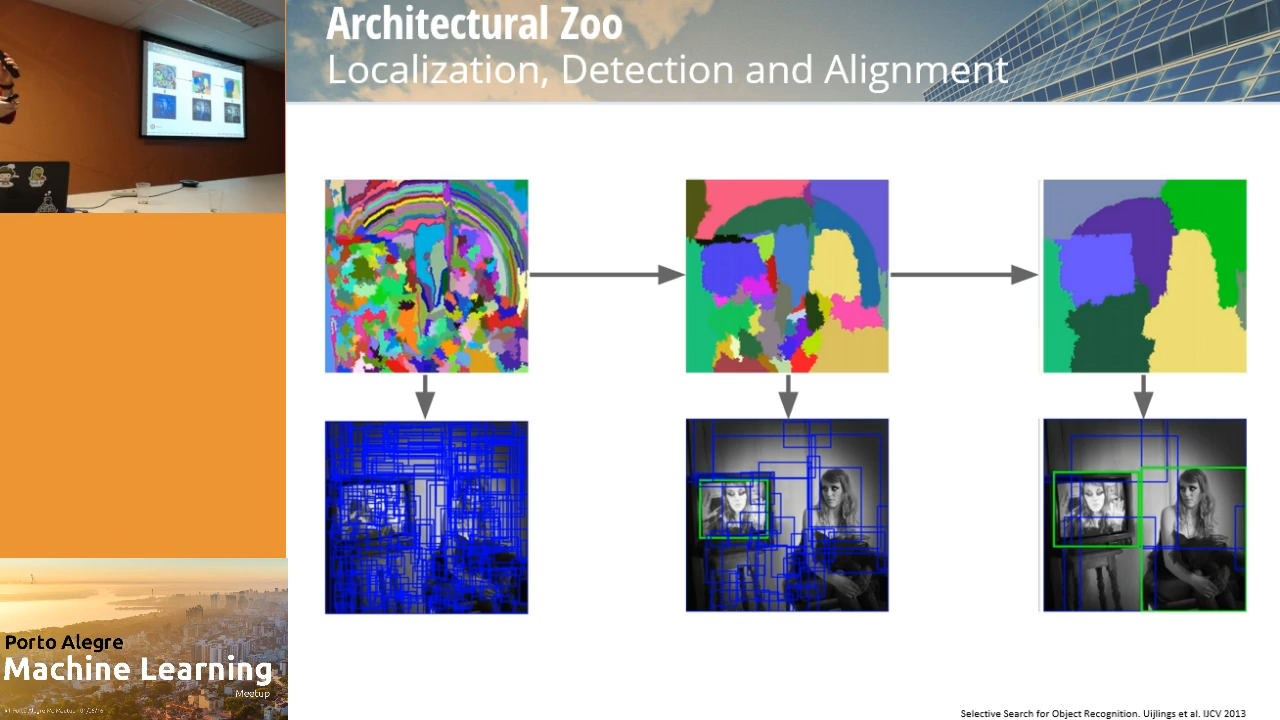 Architectural Zoo
Localization, Detection and Alignment
Porto Alegre
Machine Learning
Meetup
Selective Search for Object Recognition. Uijlings et al. IJCV 2013